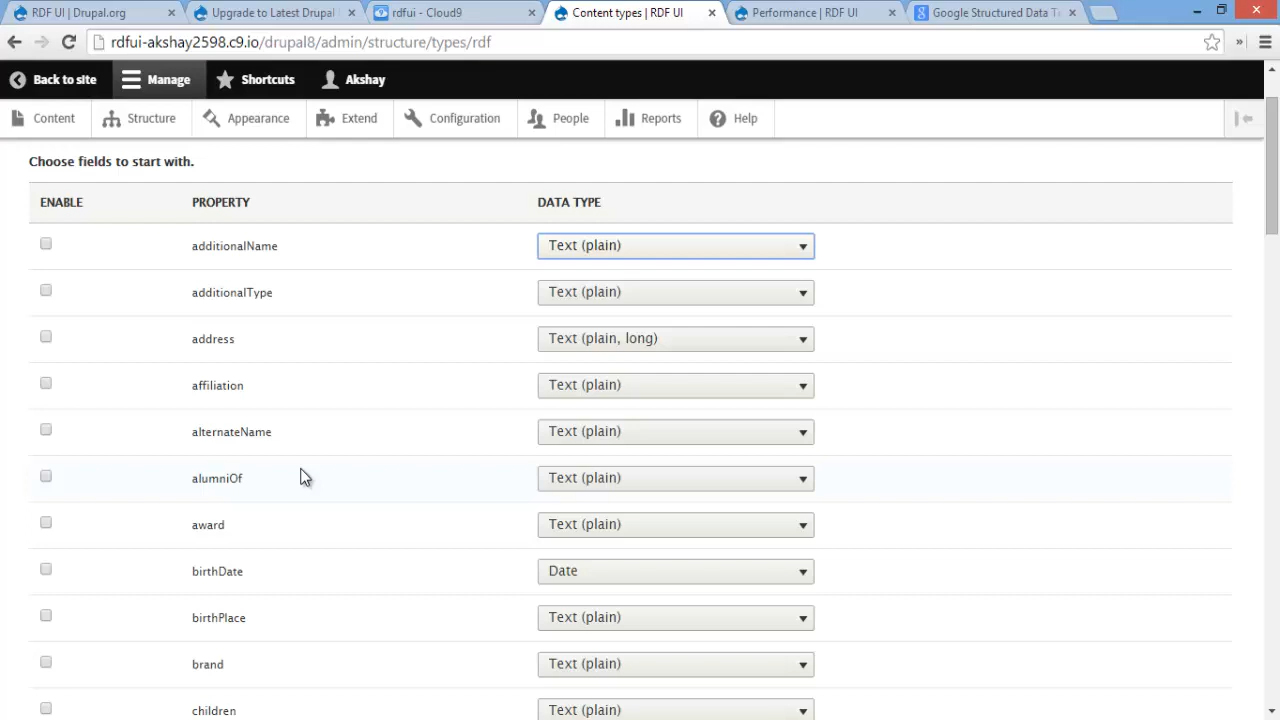 RDF UI | Drupal.org
Upgrade to Latest Drupal
rdfui - Cloud9
Content types | RDF UI
Performance | RDF UI
Google Structured Data Te
rdfui-akshay2598.c9.io/drupal8/admin/structure/types/rdf
Back to site Manage Shortcuts Akshay
Content Structure Appearance Extend Configuration People Reports Help
Choose fields to start with.
ENABLE PROPERTY DATA TYPE
additionalName Text (plain)
additionalType Text (plain)
address Text (plain, long)
affiliation Text (plain)
alternateName Text (plain)
alumniOf Text (plain)
award Text (plain)
birthDate Date
birthPlace Text (plain)
brand Text (plain)
children Text (plain)